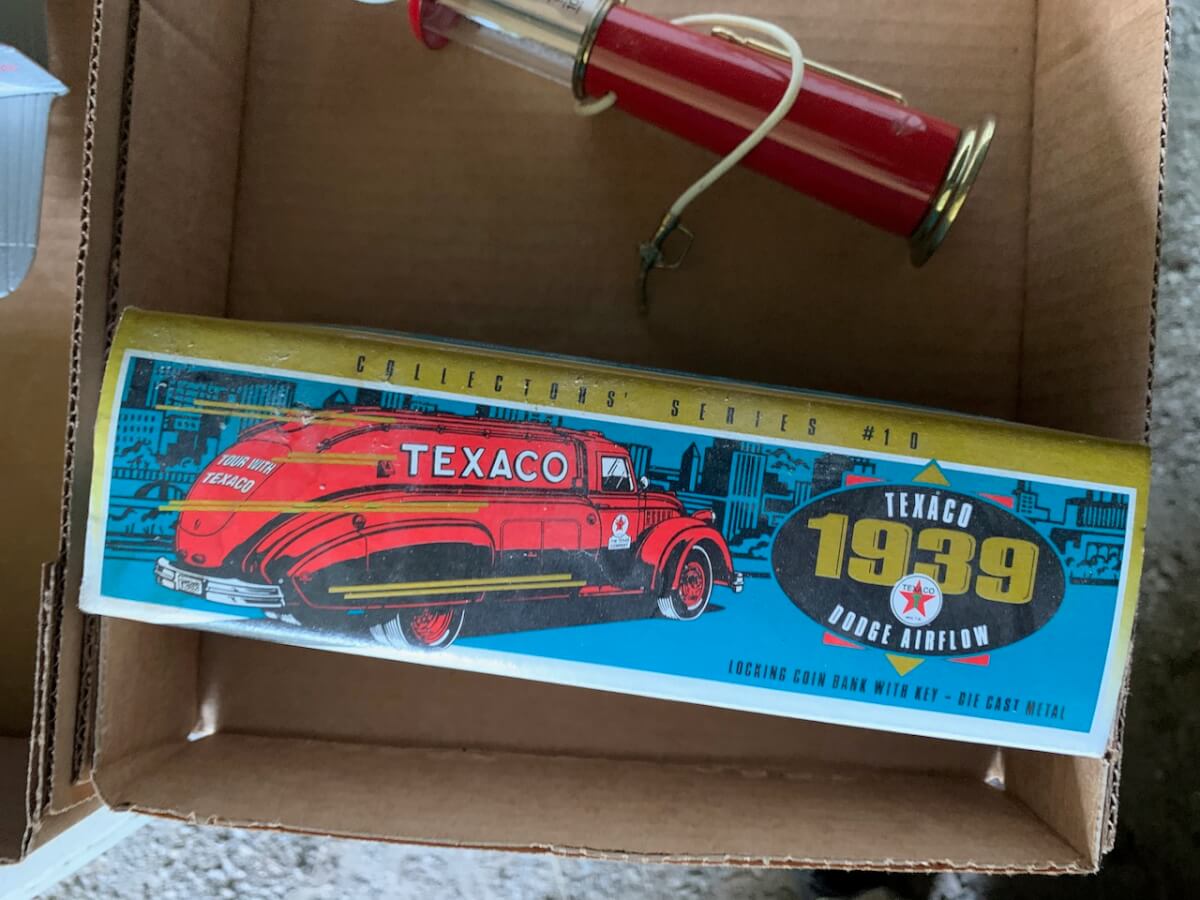 COLLECTORS' SERIES #10
TEXACO
TOUR WITH
TEXACO
TEXACO
1939
TEXACO
DODGE AIRFLOW
LOCKING COIN BANK WITH KEY - DIE CAST METAL